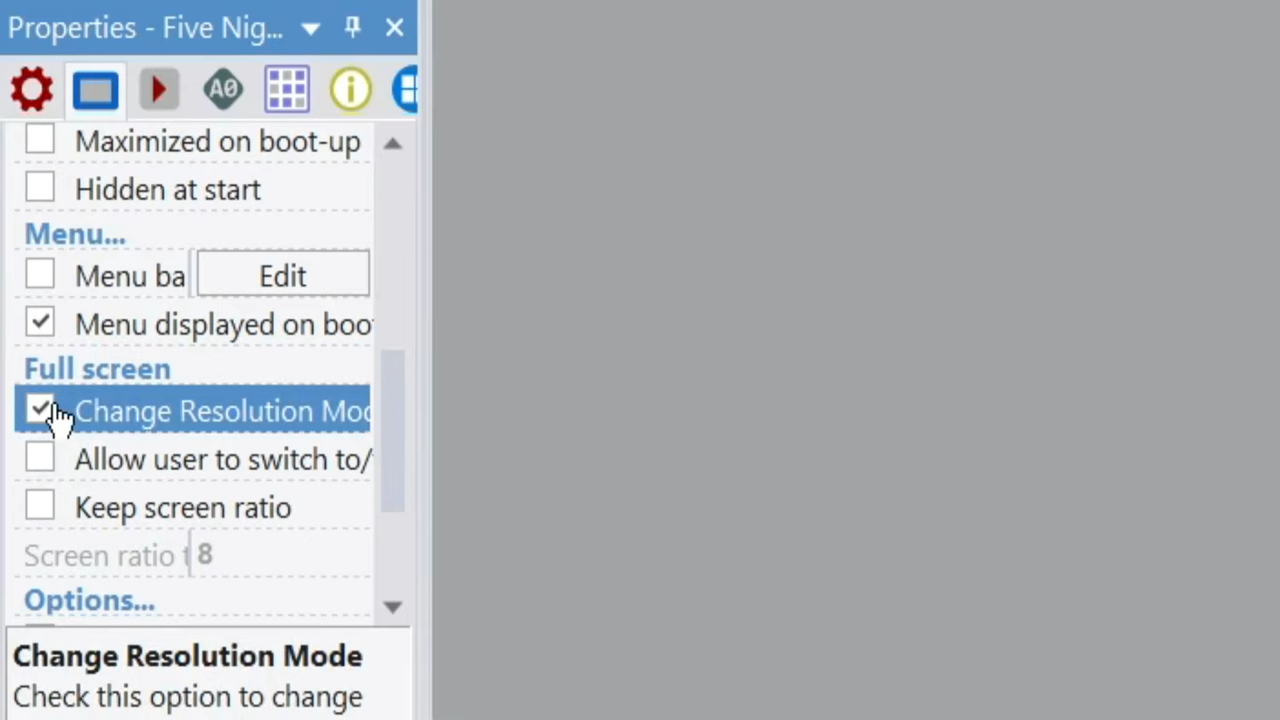 Properties - Five Nig...
A0
Maximized on boot-up
Hidden at start
Menu...
Menu ba Edit
Menu displayed on boo
Full screen
Change Resolution Mod
Allow user to switch to/
Keep screen ratio
Screen ratio t 8
Options...
Change Resolution Mode
Check this option to change